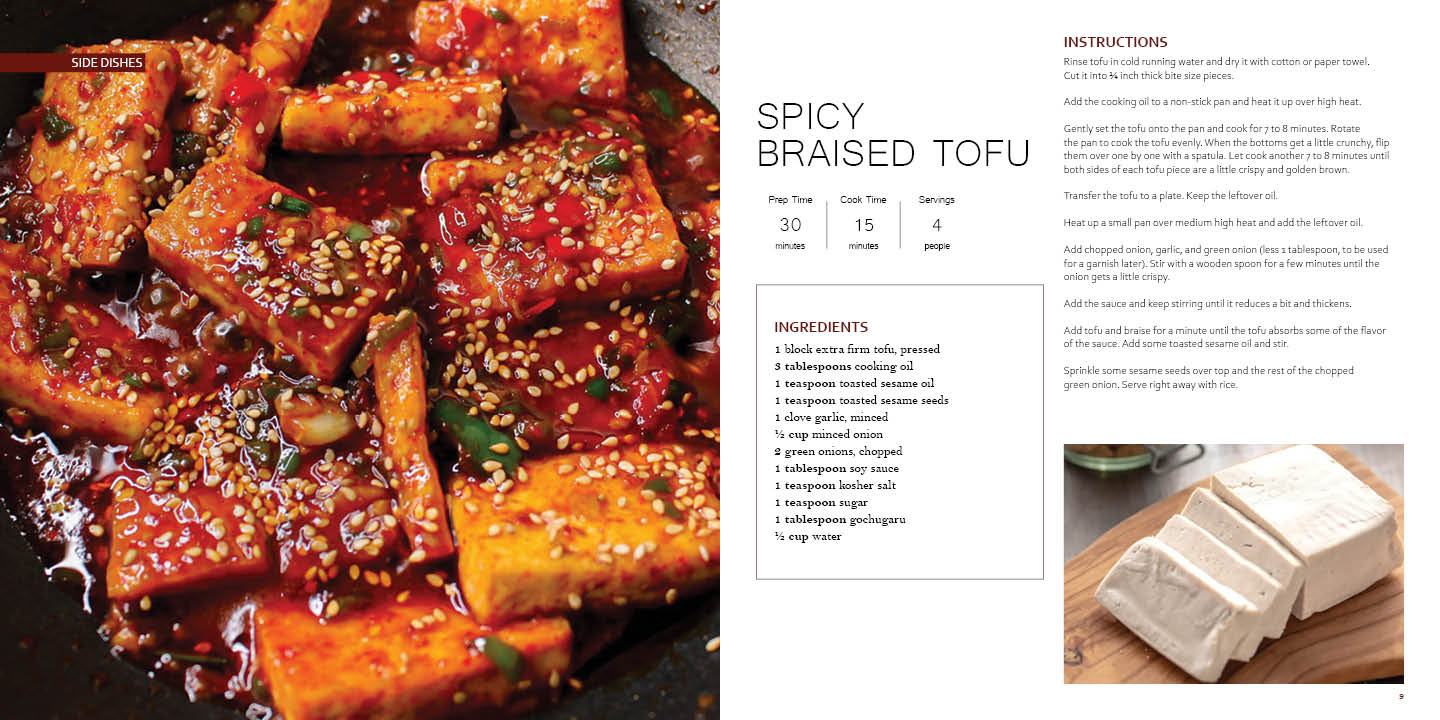 SIDE DISHES
SPICY
BRAISED TOFU
Prep Time
30
minutes
Cook Time
15
minutes
Servings
4
people
INGREDIENTS
1 block extra firm tofu, pressed
3 tablespoons cooking oil
1 teaspoon toasted sesame oil
1 teaspoon toasted sesame seeds
1 clove garlic, minced
½ cup minced onion
2 green onions, chopped
1 tablespoon soy sauce
1 teaspoon kosher salt
1 teaspoon sugar
1 tablespoon gochugaru
½ cup water
INSTRUCTIONS
Rinse tofu in cold running water and dry it with cotton or paper towel.
Cut it into ¼ inch thick bite size pieces.
Add the cooking oil to a non-stick pan and heat it up over high heat.
Gently set the tofu onto the pan and cook for 7 to 8 minutes. Rotate
the pan to cook the tofu evenly. When the bottoms get a little crunchy, flip
them over one by one with a spatula. Let cook another 7 to 8 minutes until
both sides of each tofu piece are a little crispy and golden brown.
Transfer the tofu to a plate. Keep the leftover oil.
Heat up a small pan over medium high heat and add the leftover oil.
Add chopped onion, garlic, and green onion (less 1 tablespoon, to be used
for a garnish later). Stir with a wooden spoon for a few minutes until the
onion gets a little crispy.
Add the sauce and keep stirring until it reduces a bit and thickens.
Add tofu and braise for a minute until the tofu absorbs some of the flavor
of the sauce. Add some toasted sesame oil and stir.
Sprinkle some sesame seeds over top and the rest of the chopped
green onion. Serve right away with rice.
9